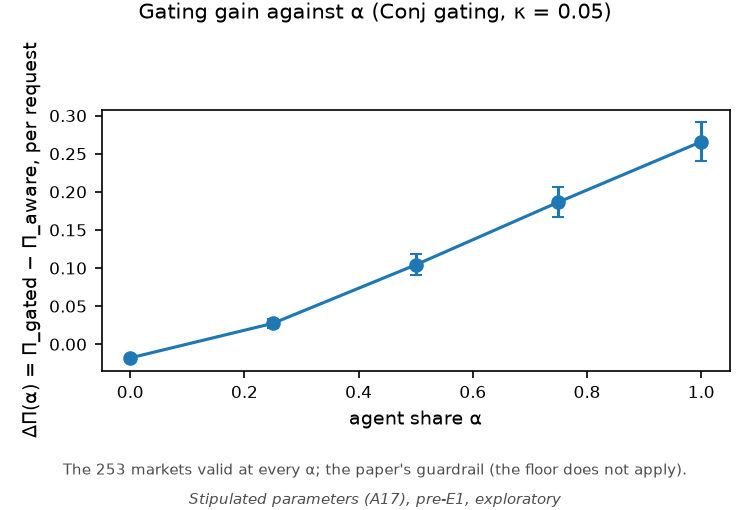 Gating gain against α (Conj gating, κ = 0.05)
ΔΠ(α) = Π_gated − Π_aware, per request
0.30
0.25
0.20
0.15
0.10
0.05
0.00
0.0 0.2 0.4 0.6 0.8 1.0
agent share α
The 253 markets valid at every α; the paper's guardrail (the floor does not apply).
Stipulated parameters (A17), pre-E1, exploratory